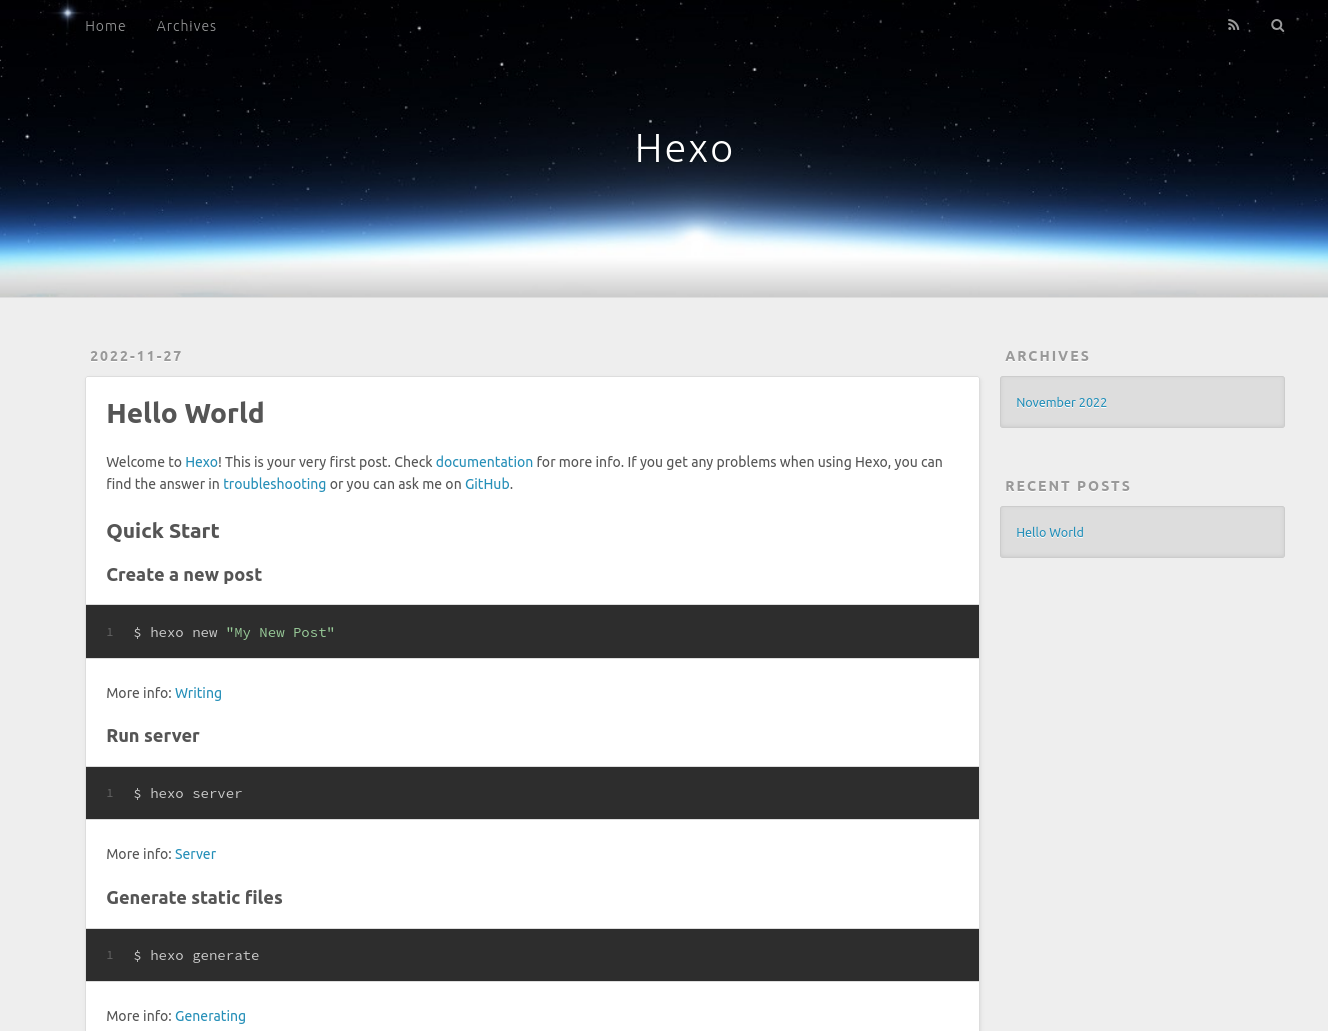 Home Archives
Hexo
2022-11-27
Hello World
Welcome to Hexo! This is your very first post. Check documentation for more info. If you get any problems when using Hexo, you can
find the answer in troubleshooting or you can ask me on GitHub.
Quick Start
Create a new post
1 $ hexo new "My New Post"
More info: Writing
Run server
1 $ hexo server
More info: Server
Generate static files
1 $ hexo generate
More info: Generating
ARCHIVES
November 2022
RECENT POSTS
Hello World